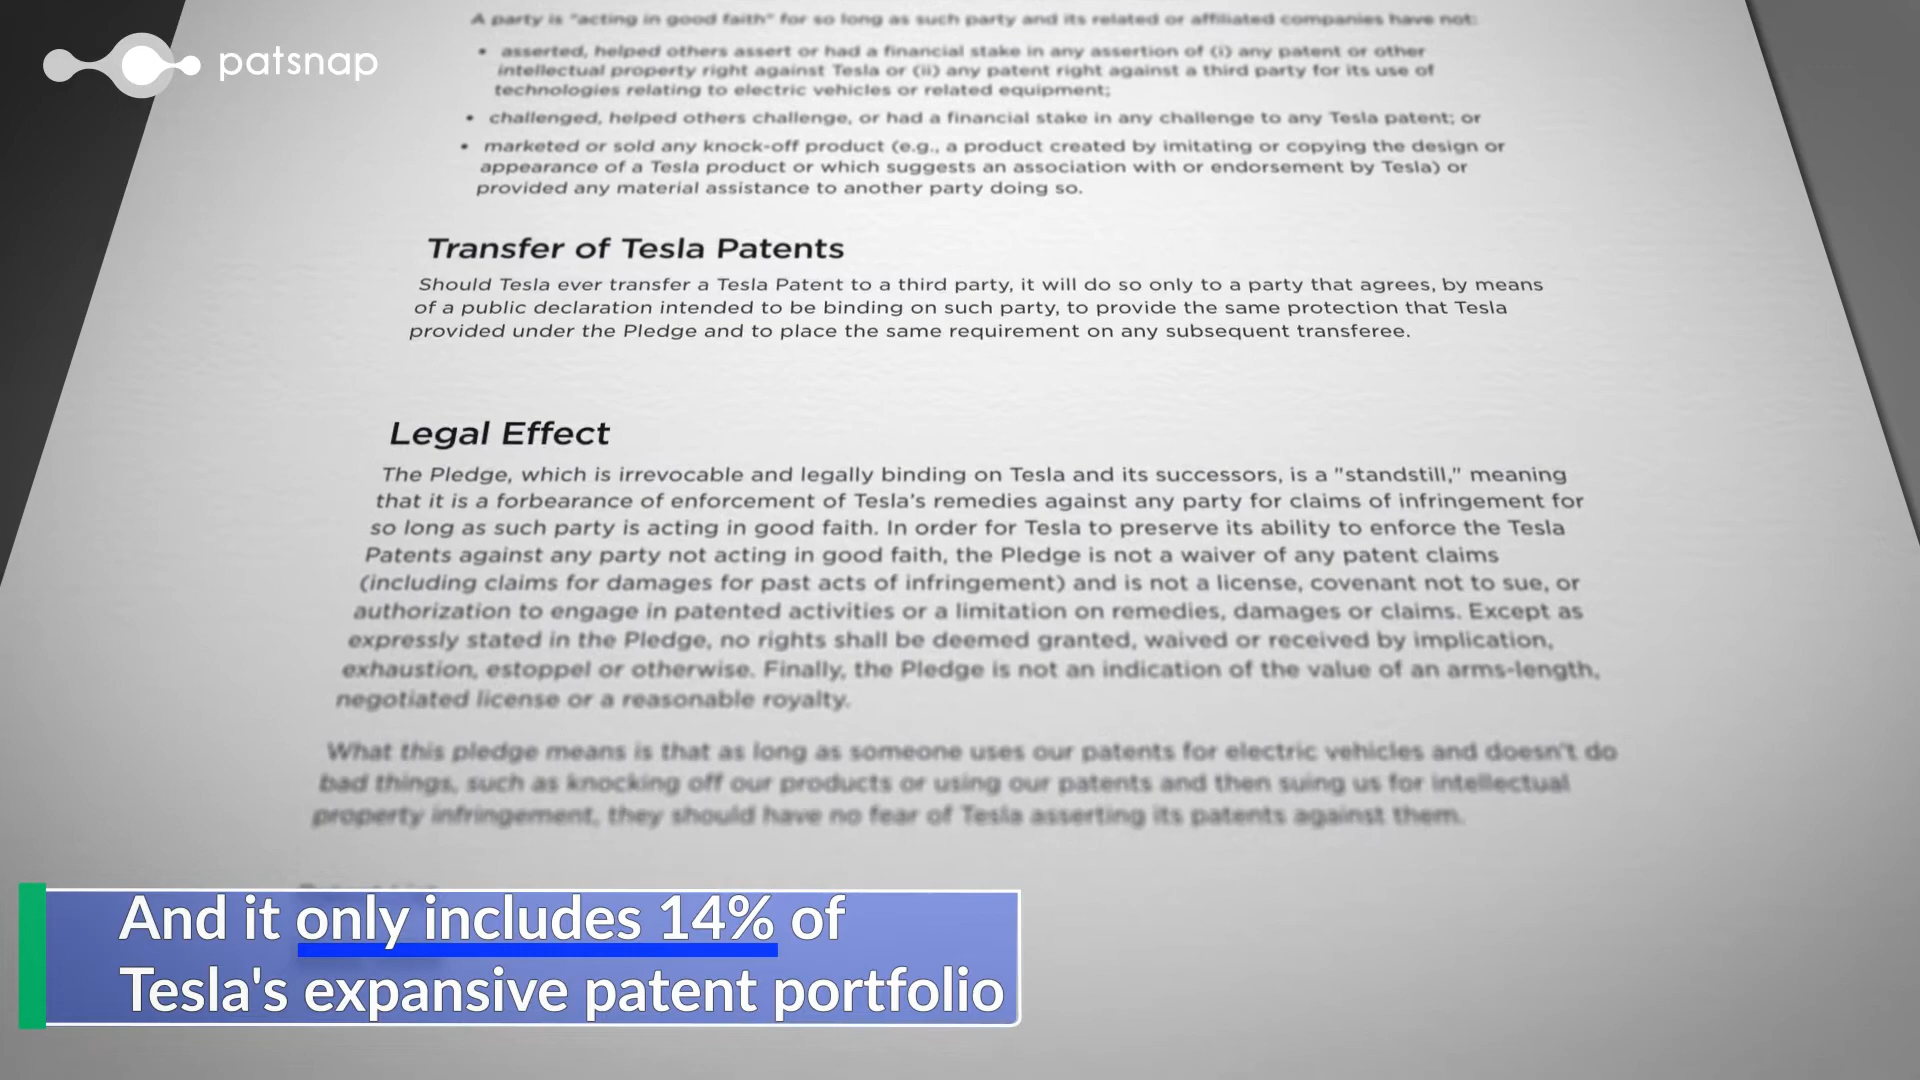 patsnap
A party is "acting in good faith" for so long as such party and its related or affiliated companies have not:
• asserted, helped others assert or had a financial stake in any assertion of (i) any patent or other
intellectual property right against Tesla or (ii) any patent right against a third party for its use of
technologies relating to electric vehicles or related equipment;
• challenged, helped others challenge, or had a financial stake in any challenge to any Tesla patent; or
• marketed or sold any knock-off product (e.g., a product created by imitating or copying the design or
appearance of a Tesla product or which suggests an association with or endorsement by Tesla) or
provided any material assistance to another party doing so.
Transfer of Tesla Patents
Should Tesla ever transfer a Tesla Patent to a third party, it will do so only to a party that agrees, by means
of a public declaration intended to be binding on such party, to provide the same protection that Tesla
provided under the Pledge and to place the same requirement on any subsequent transferee.
Legal Effect
The Pledge, which is irrevocable and legally binding on Tesla and its successors, is a "standstill," meaning
that it is a forbearance of enforcement of Tesla's remedies against any party for claims of infringement for
so long as such party is acting in good faith. In order for Tesla to preserve its ability to enforce the Tesla
Patents against any party not acting in good faith, the Pledge is not a waiver of any patent claims
(including claims for damages for past acts of infringement) and is not a license, covenant not to sue, or
authorization to engage in patented activities or a limitation on remedies, damages or claims. Except as
expressly stated in the Pledge, no rights shall be deemed granted, waived or received by implication,
exhaustion, estoppel or otherwise. Finally, the Pledge is not an indication of the value of an arms-length,
negotiated license or a reasonable royalty.
What this pledge means is that as long as someone uses our patents for electric vehicles and doesn't do
bad things, such as knocking off our products or using our patents and then suing us for intellectual
property infringement, they should have no fear of Tesla asserting its patents against them.
And it only includes 14% of
Tesla's expansive patent portfolio